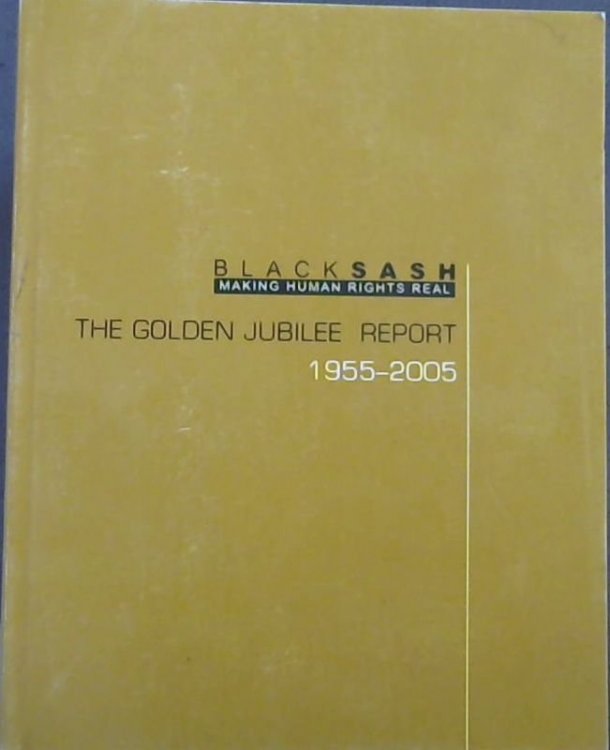 BLACKSASH
MAKING HUMAN RIGHTS REAL
THE GOLDEN JUBILEE REPORT
1955-2005